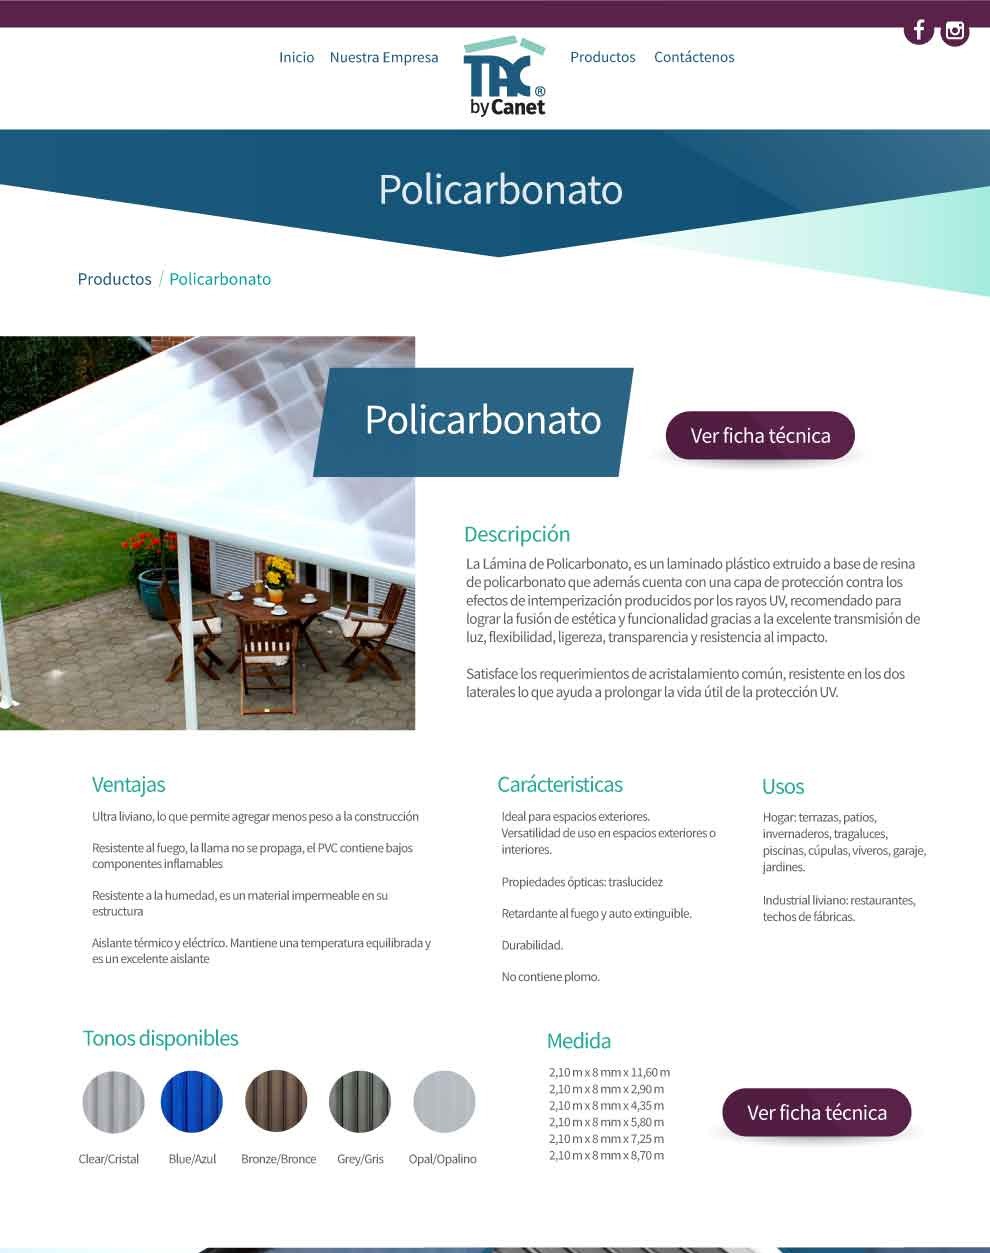 Inicio Nuestra Empresa
TAC®
by Canet
Productos Contáctenos
Policarbonato
Productos / Policarbonato
Policarbonato
Ver ficha técnica
Descripción
La Lámina de Policarbonato, es un laminado plástico extruido a base de resina
de policarbonato que además cuenta con una capa de protección contra los
efectos de intemperización producidos por los rayos UV, recomendado para
lograr la fusión de estética y funcionalidad gracias a la excelente transmisión de
luz, flexibilidad, ligereza, transparencia y resistencia al impacto.
Satisface los requerimientos de acristalamiento común, resistente en los dos
laterales lo que ayuda a prolongar la vida útil de la protección UV.
Ventajas
Ultra liviano, lo que permite agregar menos peso a la construcción
Resistente al fuego, la llama no se propaga, el PVC contiene bajos
componentes inflamables
Resistente a la humedad, es un material impermeable en su
estructura
Aislante térmico y eléctrico. Mantiene una temperatura equilibrada y
es un excelente aislante
Carácteristicas
Ideal para espacios exteriores.
Versatilidad de uso en espacios exteriores o
interiores.
Propiedades ópticas: traslucidez
Retardante al fuego y auto extinguible.
Durabilidad.
No contiene plomo.
Usos
Hogar: terrazas, patios,
invernaderos, tragaluces,
piscinas, cúpulas, viveros, garaje,
jardines.
Industrial liviano: restaurantes,
techos de fábricas.
Tonos disponibles
Clear/Cristal Blue/Azul Bronze/Bronce Grey/Gris Opal/Opalino
Medida
2,10 m x 8 mm x 11,60 m
2,10 m x 8 mm x 2,90 m
2,10 m x 8 mm x 4,35 m
2,10 m x 8 mm x 5,80 m
2,10 m x 8 mm x 7,25 m
2,10 m x 8 mm x 8,70 m
Ver ficha técnica